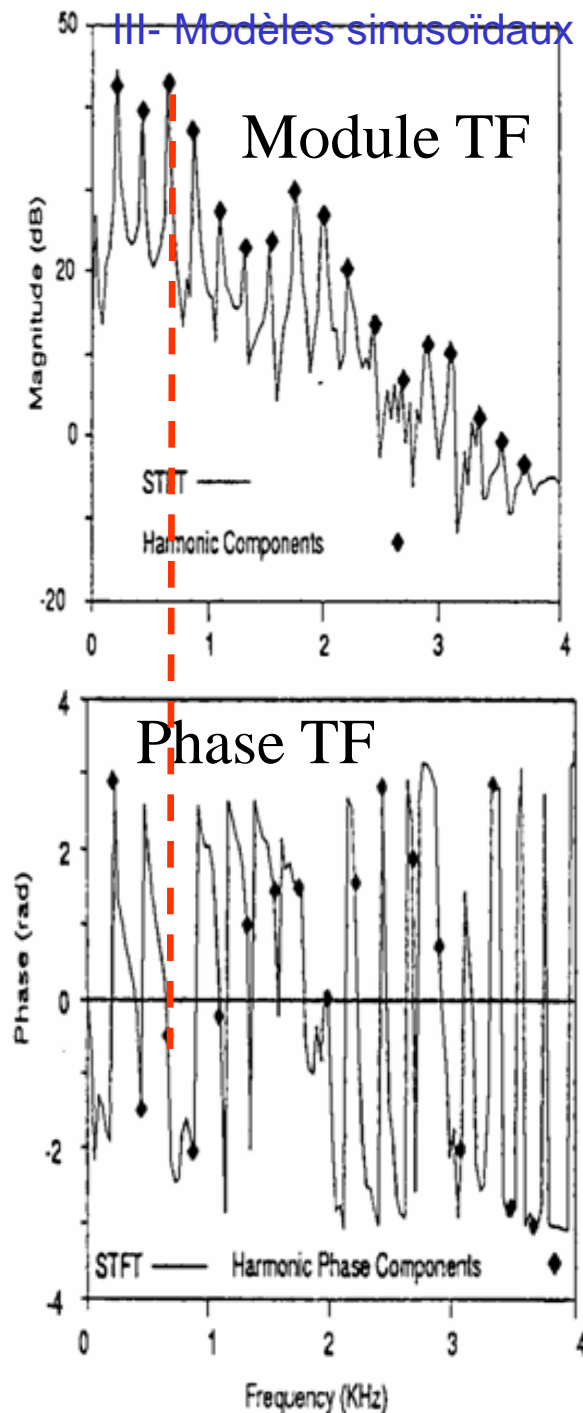 III- Modèles sinusoïdaux
50
Module TF
20
Magnitude (dB)
0
STFT
Harmonic Components
-20
0 1 2 3 4
4
Phase TF
2
Phase (rad)
0
-2
STFT Harmonic Phase Components
-4
0 1 2 3 4
Frequency (KHz)